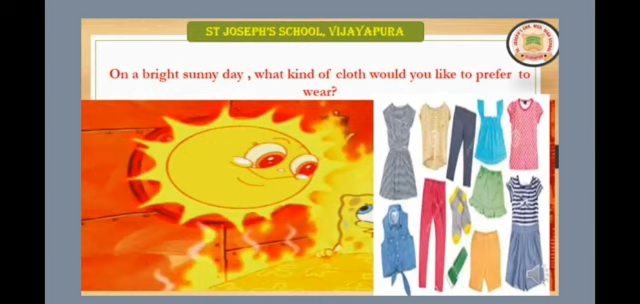 ST JOSEPH'S SCHOOL, VIJAYAPURA
On a bright sunny day , what kind of cloth would you like to prefer to
wear?